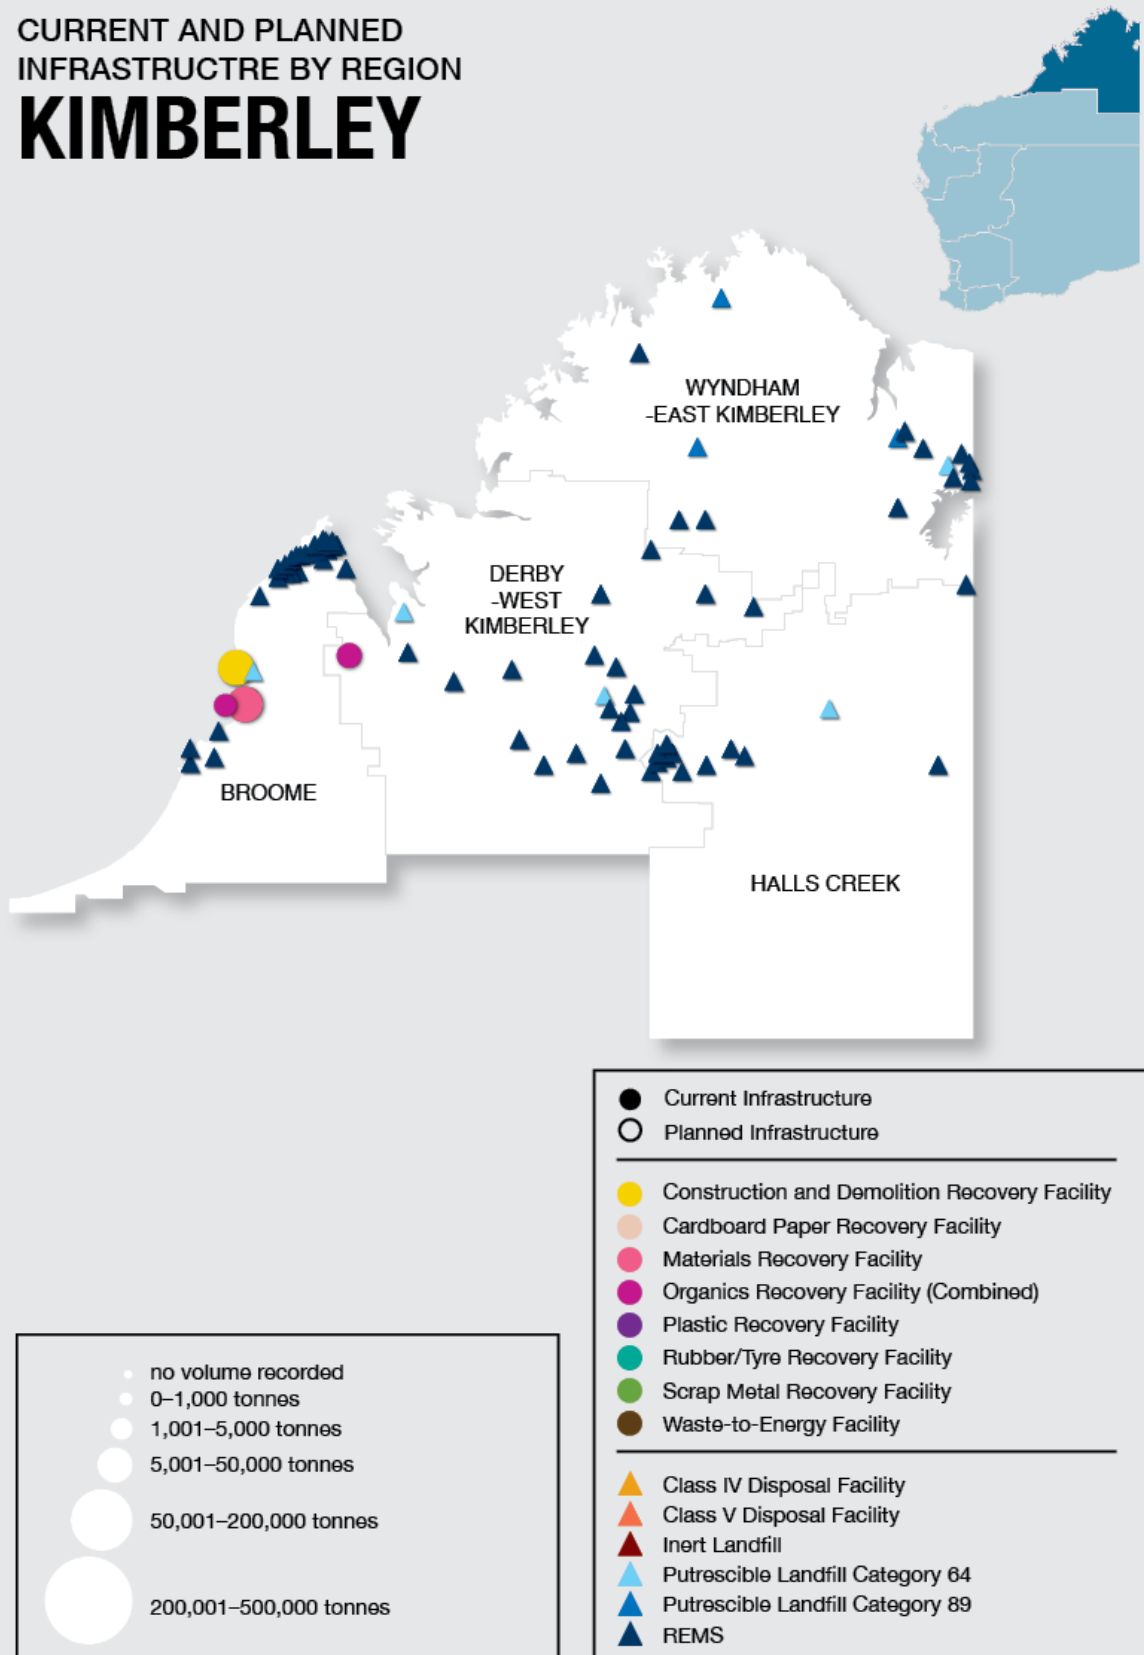 CURRENT AND PLANNED
INFRASTRUCTRE BY REGION
KIMBERLEY
WYNDHAM
-EAST KIMBERLEY
DERBY
-WEST
KIMBERLEY
BROOME
HALLS CREEK
Current Infrastructure
Planned Infrastructure
Construction and Demolition Recovery Facility
Cardboard Paper Recovery Facility
Materials Recovery Facility
Organics Recovery Facility (Combined)
Plastic Recovery Facility
Rubber/Tyre Recovery Facility
Scrap Metal Recovery Facility
Waste-to-Energy Facility
Class IV Disposal Facility
Class V Disposal Facility
Inert Landfill
Putrescible Landfill Category 64
Putrescible Landfill Category 89
REMS
no volume recorded
0–1,000 tonnes
1,001–5,000 tonnes
5,001–50,000 tonnes
50,001–200,000 tonnes
200,001–500,000 tonnes